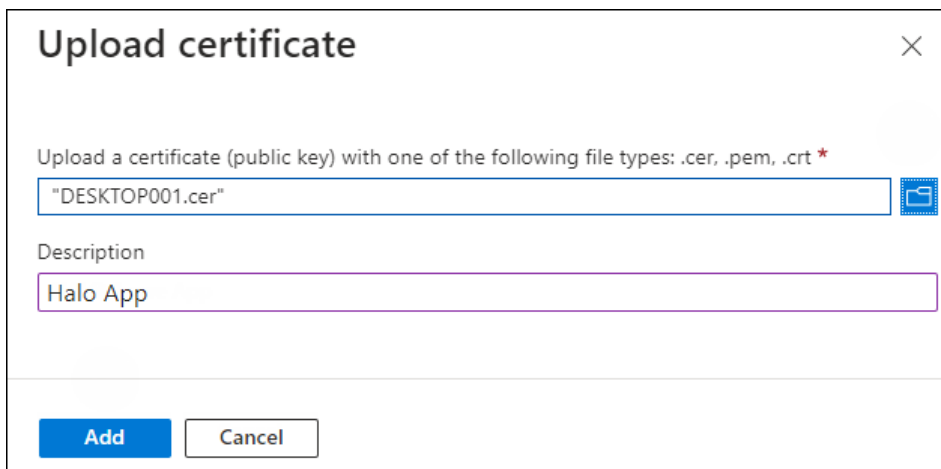 Upload certificate
Upload a certificate (public key) with one of the following file types: .cer, .pem, .crt *
"DESKTOP001.cer"
Description
Halo App
Add
Cancel